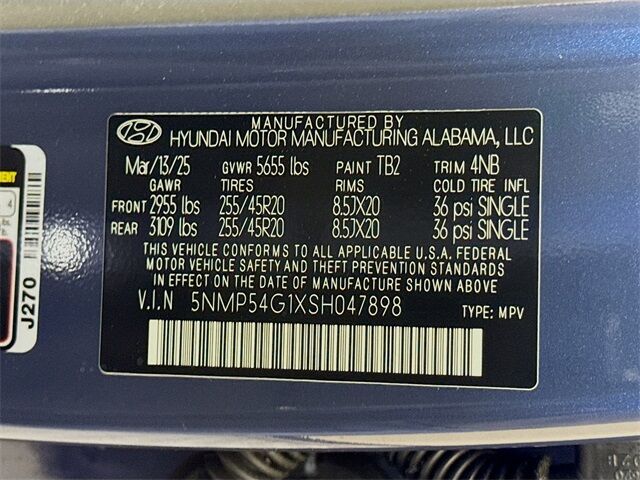 MANUFACTURED BY
HYUNDAI MOTOR MANUFACTURING ALABAMA, LLC
Mar/13/25 GVWR 5655 lbs PAINT TB2 TRIM 4NB
GAWR TIRES RIMS COLD TIRE INFL
FRONT 2955 lbs 255/45R20 8.5JX20 36 psi SINGLE
REAR 3109 lbs 255/45R20 8.5JX20 36 psi SINGLE
THIS VEHICLE CONFORMS TO ALL APPLICABLE U.S.A. FEDERAL
MOTOR VEHICLE SAFETY AND THEFT PREVENTION STANDARDS
IN EFFECT ON THE DATE OF MANUFACTURE SHOWN ABOVE.
V.I.N 5NMP54G1XSH047898 TYPE: MPV
J270